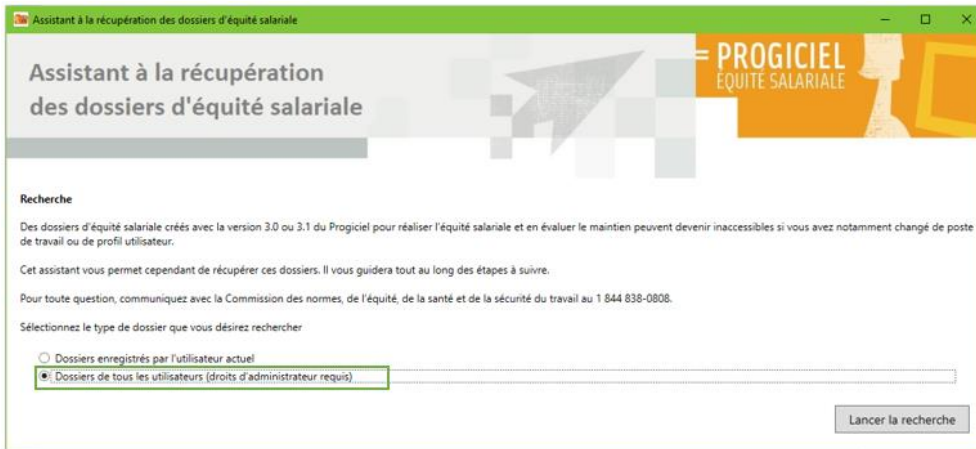 Assistant à la récupération des dossiers d'équité salariale
Assistant à la récupération
des dossiers d'équité salariale
= PROGICIEL
ÉQUITÉ SALARIALE
Recherche
Des dossiers d'équité salariale créés avec la version 3.0 ou 3.1 du Progiciel pour réaliser l'équité salariale et en évaluer le maintien peuvent devenir inaccessibles si vous avez notamment changé de poste
de travail ou de profil utilisateur.
Cet assistant vous permet cependant de récupérer ces dossiers. Il vous guidera tout au long des étapes à suivre.
Pour toute question, communiquez avec la Commission des normes, de l'équité, de la santé et de la sécurité du travail au 1 844 838-0808.
Sélectionnez le type de dossier que vous désirez rechercher
Dossiers enregistrés par l'utilisateur actuel
Dossiers de tous les utilisateurs (droits d'administrateur requis)
Lancer la recherche